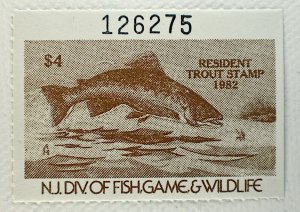 126275
$4
RESIDENT
TROUT STAMP
1982
N.J. DIV. OF FISH, GAME, & WILDLIFE